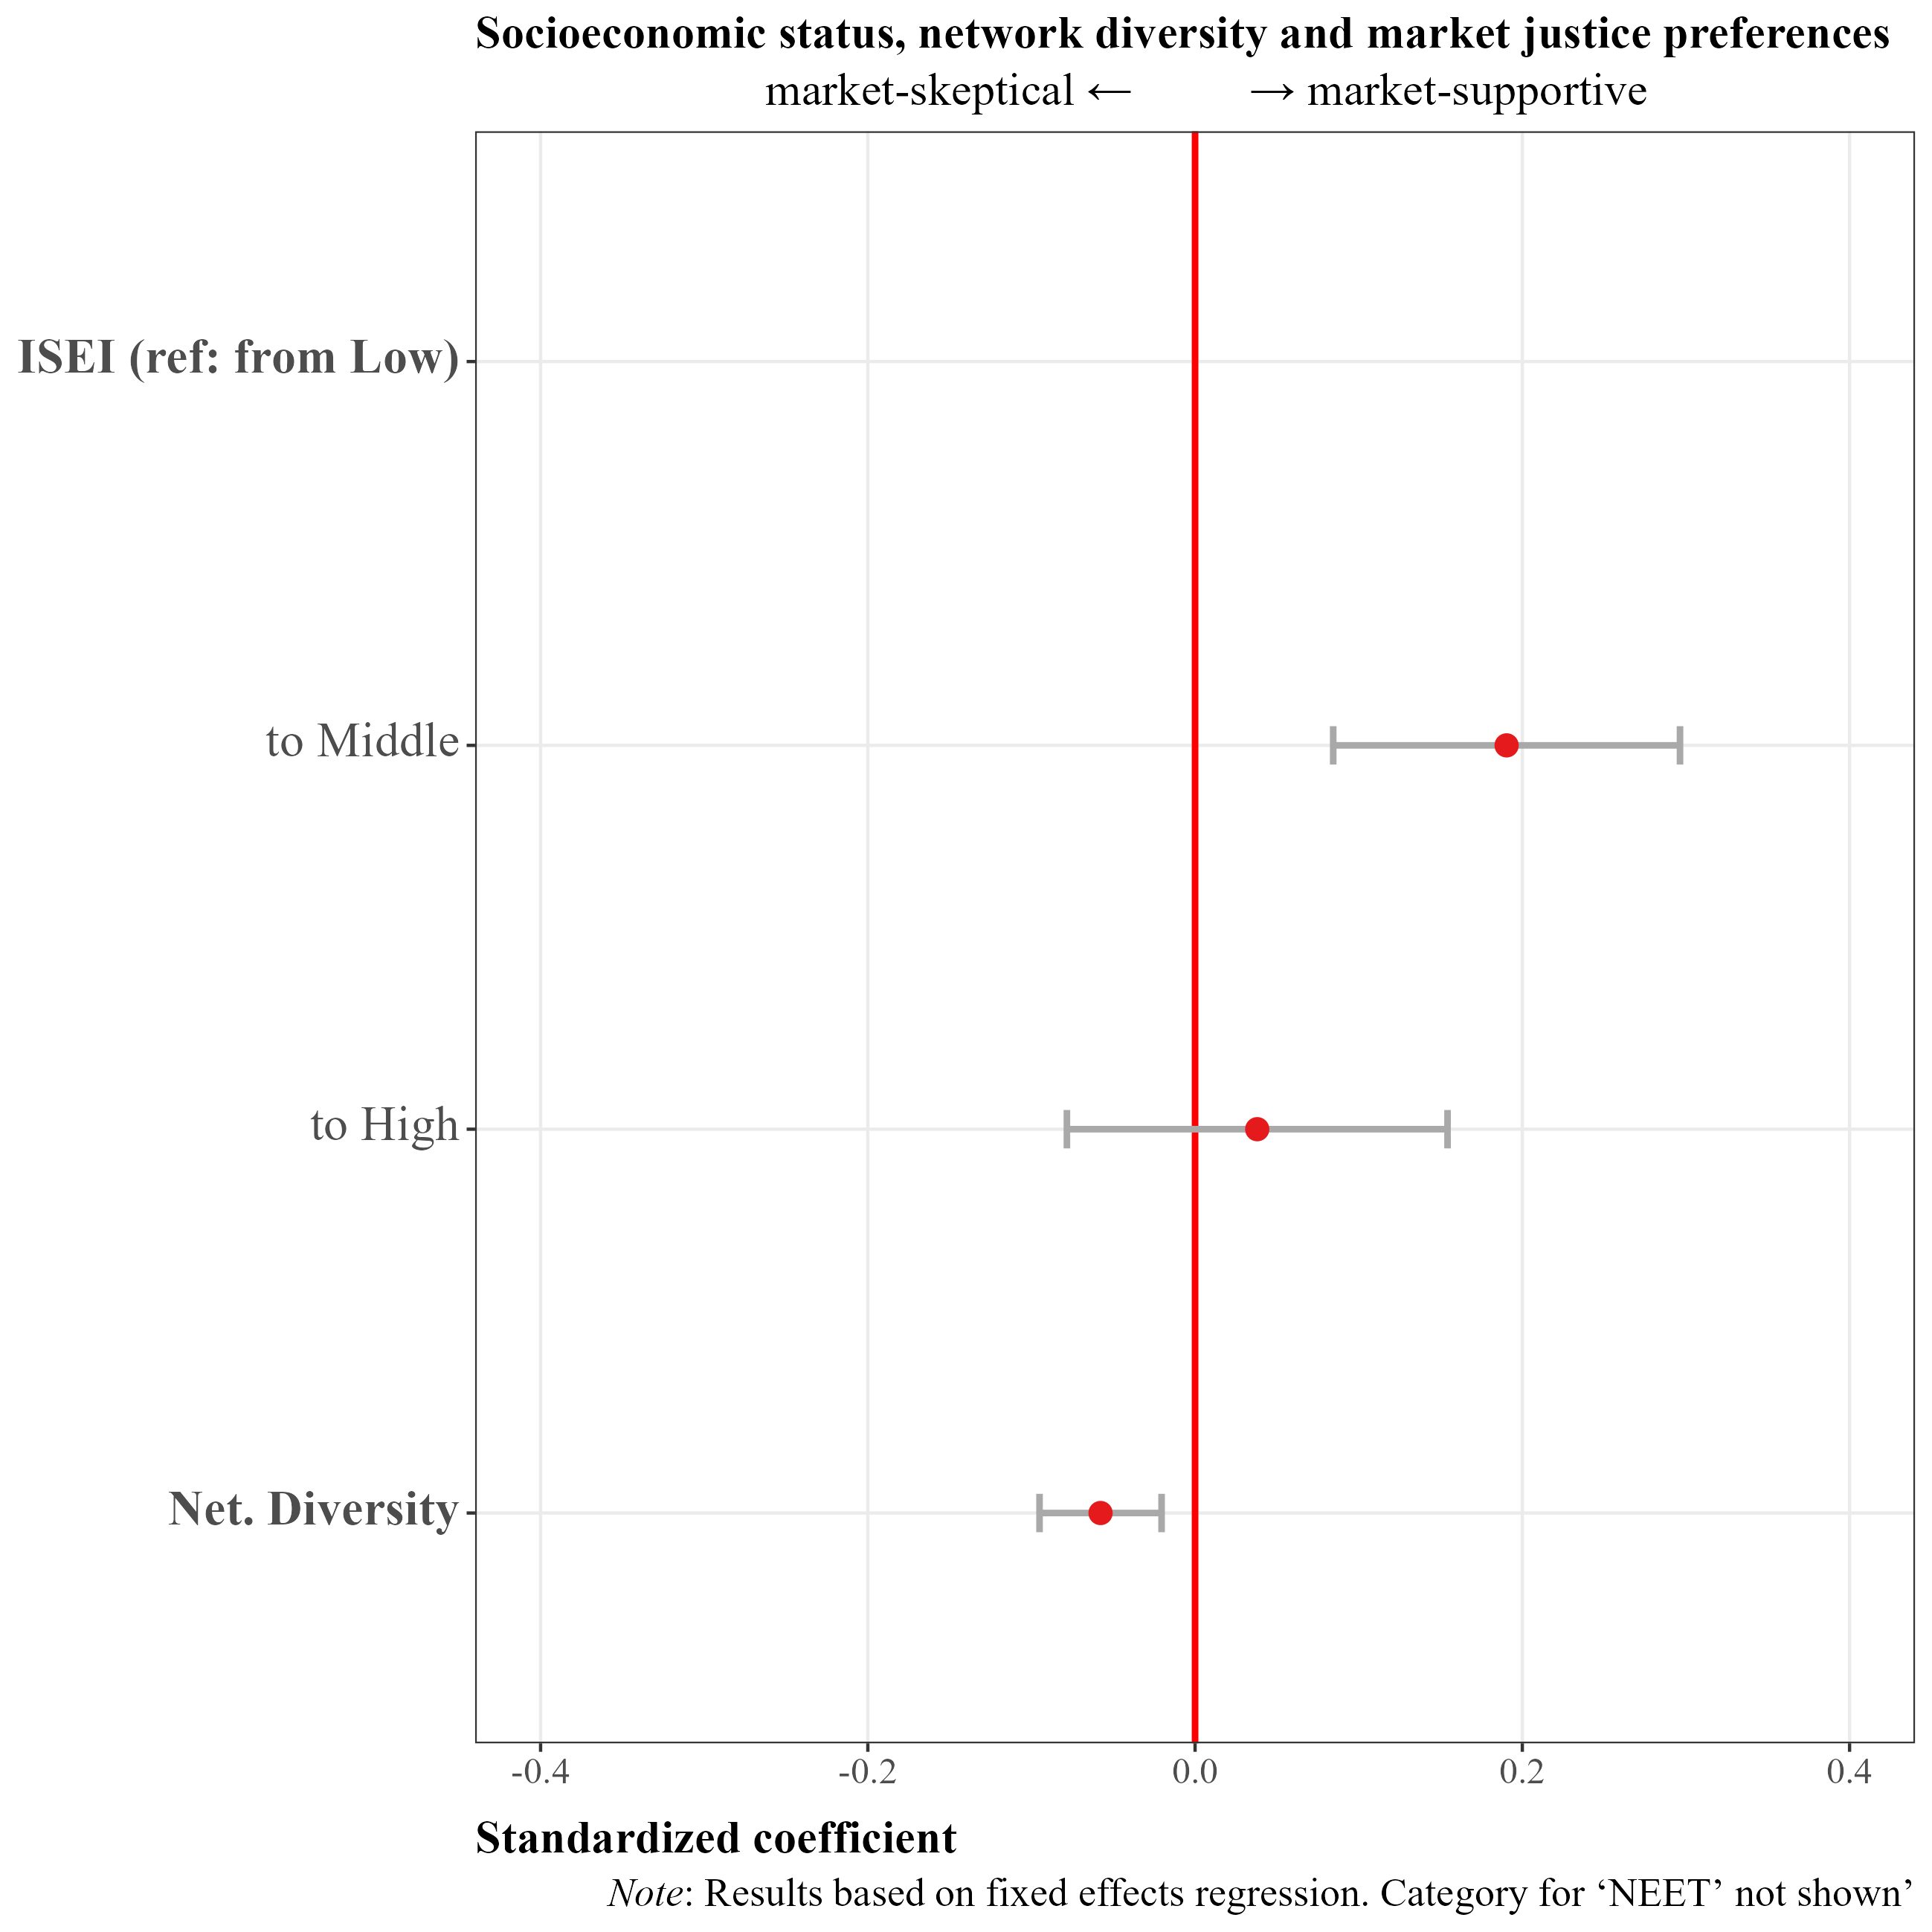 Socioeconomic status, network diversity and market justice preferences
market-skeptical ← → market-supportive
ISEI (ref: from Low)
to Middle
to High
Net. Diversity
-0.4 -0.2 0.0 0.2 0.4
Standardized coefficient
Note: Results based on fixed effects regression. Category for ‘NEET’ not shown’